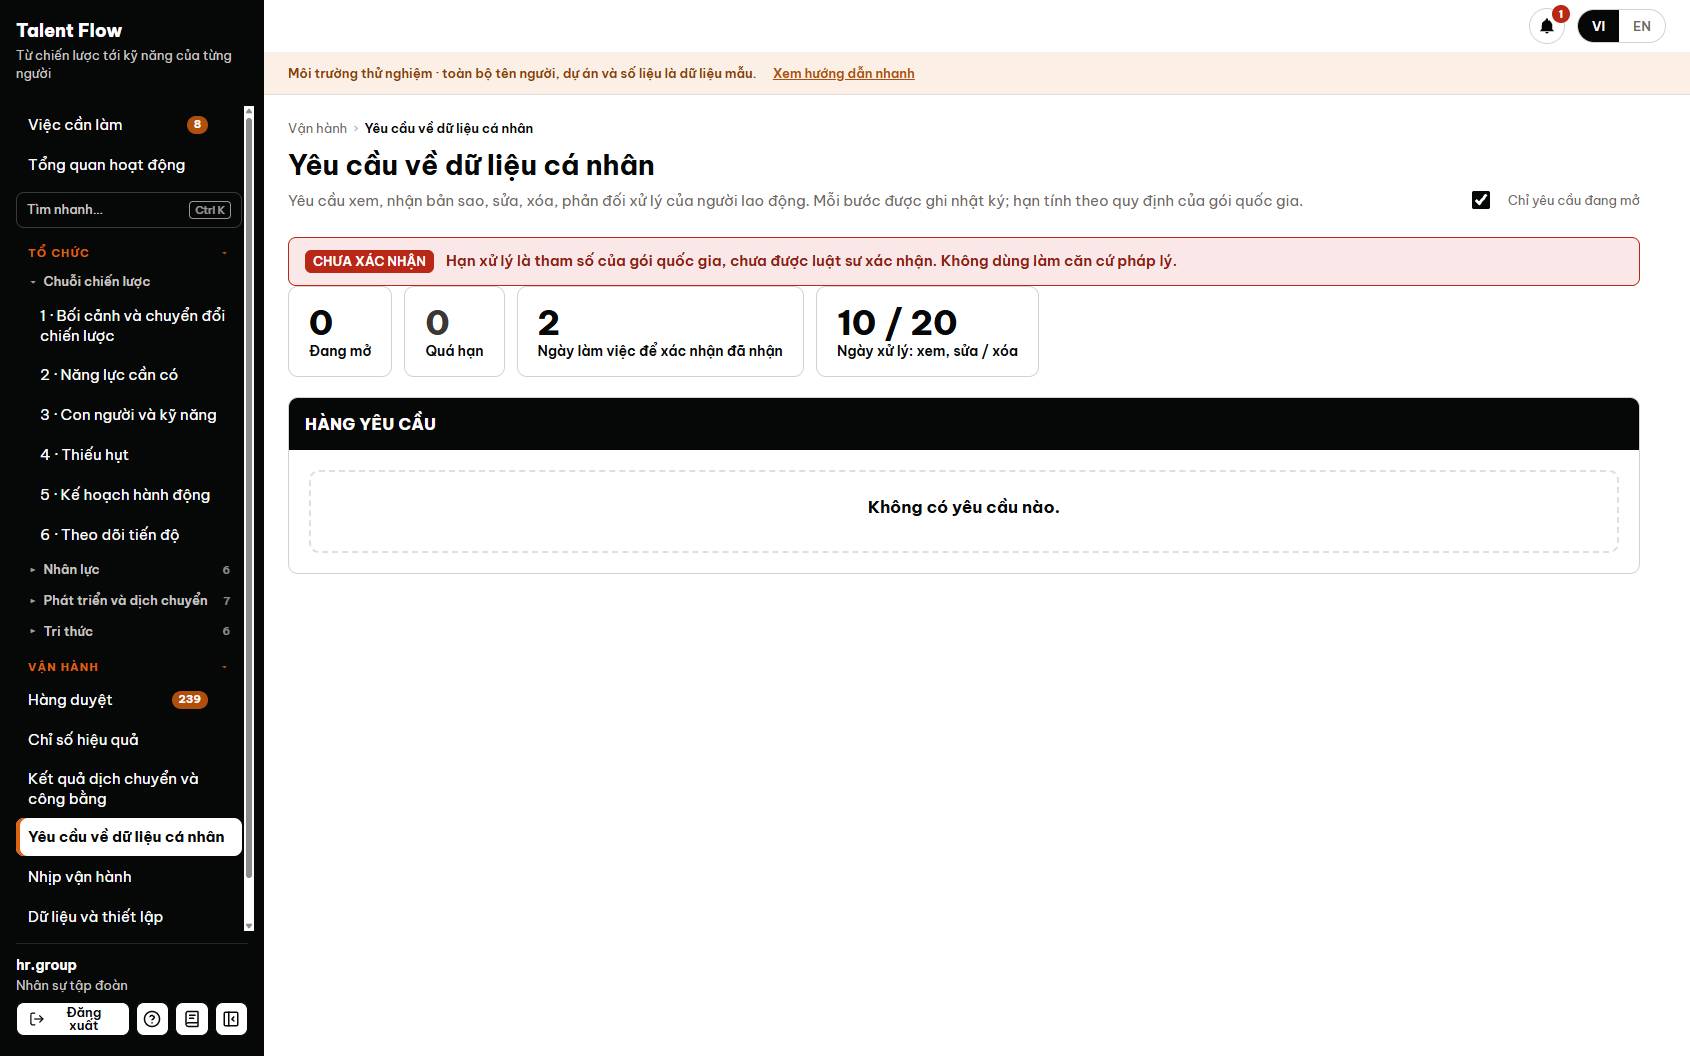 Talent Flow
Từ chiến lược tới kỹ năng của từng
người
Việc cần làm 8
Tổng quan hoạt động
Tìm nhanh... Ctrl K
TỔ CHỨC
Chuỗi chiến lược
1 · Bối cảnh và chuyển đổi
chiến lược
2 · Năng lực cần có
3 · Con người và kỹ năng
4 · Thiếu hụt
5 · Kế hoạch hành động
6 · Theo dõi tiến độ
Nhân lực 6
Phát triển và dịch chuyển 7
Tri thức 6
VẬN HÀNH
Hàng duyệt 239
Chỉ số hiệu quả
Kết quả dịch chuyển và
công bằng
Yêu cầu về dữ liệu cá nhân
Nhịp vận hành
Dữ liệu và thiết lập
hr.group
Nhân sự tập đoàn
Đăng
xuất
1
VI EN
Môi trường thử nghiệm · toàn bộ tên người, dự án và số liệu là dữ liệu mẫu. Xem hướng dẫn nhanh
Vận hành › Yêu cầu về dữ liệu cá nhân
Yêu cầu về dữ liệu cá nhân
Yêu cầu xem, nhận bản sao, sửa, xóa, phản đối xử lý của người lao động. Mỗi bước được ghi nhật ký; hạn tính theo quy định của gói quốc gia. Chỉ yêu cầu đang mở
CHƯA XÁC NHẬN Hạn xử lý là tham số của gói quốc gia, chưa được luật sư xác nhận. Không dùng làm căn cứ pháp lý.
0
Đang mở
0
Quá hạn
2
Ngày làm việc để xác nhận đã nhận
10 / 20
Ngày xử lý: xem, sửa / xóa
HÀNG YÊU CẦU
Không có yêu cầu nào.